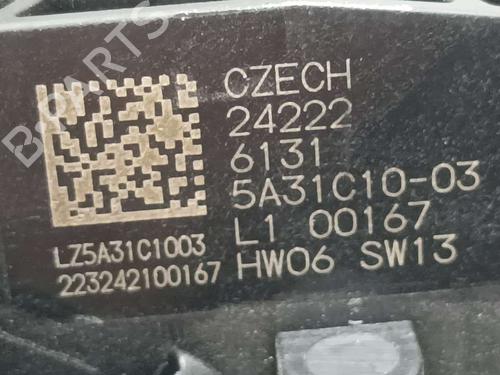 B-PARTS
CZECH
24222
6131
5A31C10-03
L1 00167
HW06 SW13
LZ5A31C1003
223242100167